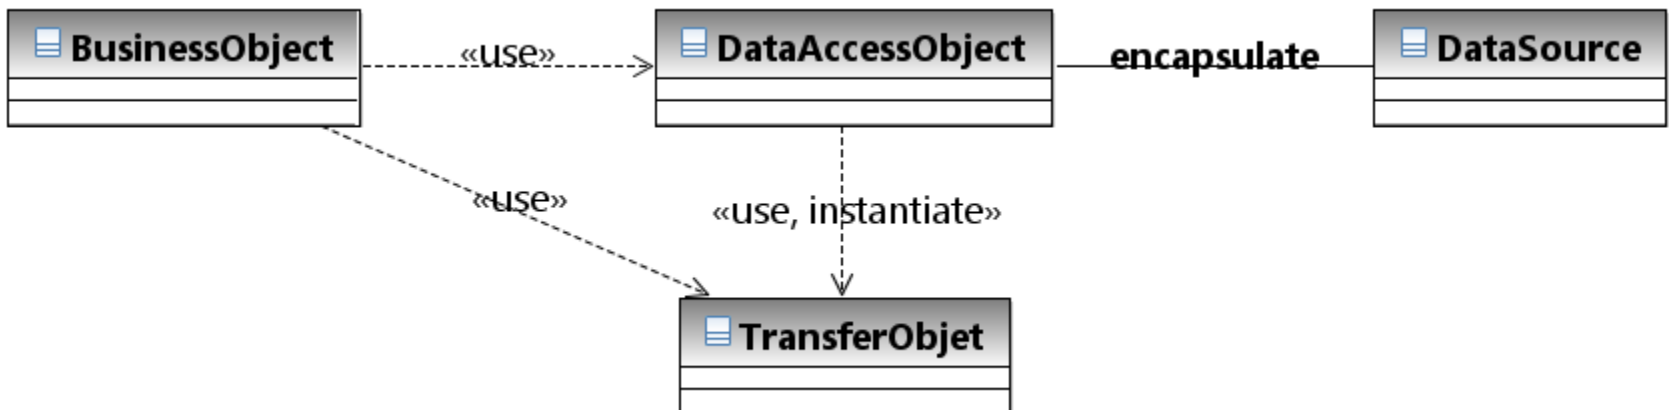 BusinessObject
«use»
DataAccessObject
encapsulate
DataSource
«use»
«use, instantiate»
TransferObjet